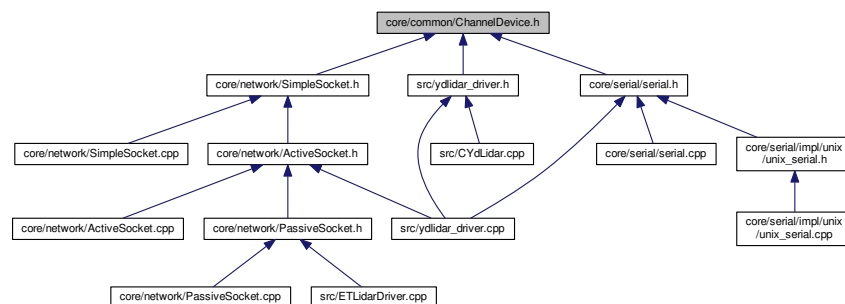 core/common/ChannelDevice.h
core/network/SimpleSocket.h
src/ydlidar_driver.h
core/serial/serial.h
core/network/SimpleSocket.cpp
core/network/ActiveSocket.h
src/CYdLidar.cpp
core/serial/serial.cpp
core/serial/impl/unix
/unix_serial.h
core/network/ActiveSocket.cpp
core/network/PassiveSocket.h
src/ydlidar_driver.cpp
core/serial/impl/unix
/unix_serial.cpp
core/network/PassiveSocket.cpp
src/ETLidarDriver.cpp